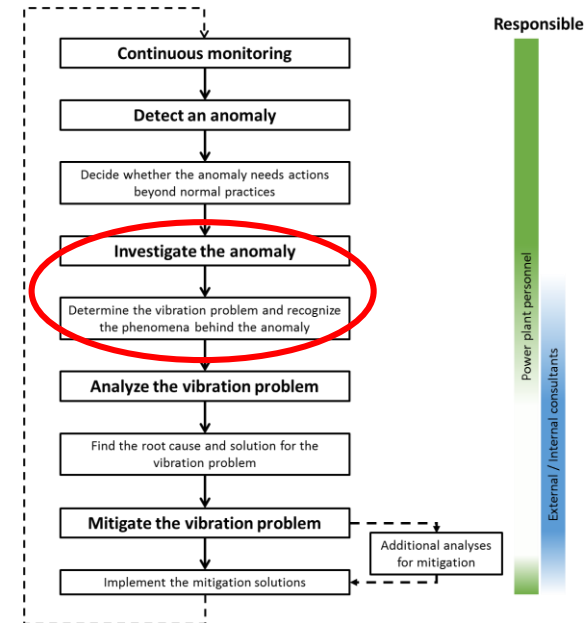 Responsible
Continuous monitoring
Detect an anomaly
Decide whether the anomaly needs actions
beyond normal practices
Investigate the anomaly
Determine the vibration problem and recognize
the phenomena behind the anomaly
Analyze the vibration problem
Find the root cause and solution for the
vibration problem
Mitigate the vibration problem
Additional analyses
for mitigation
Implement the mitigation solutions
Power plant personnel
External / Internal consultants